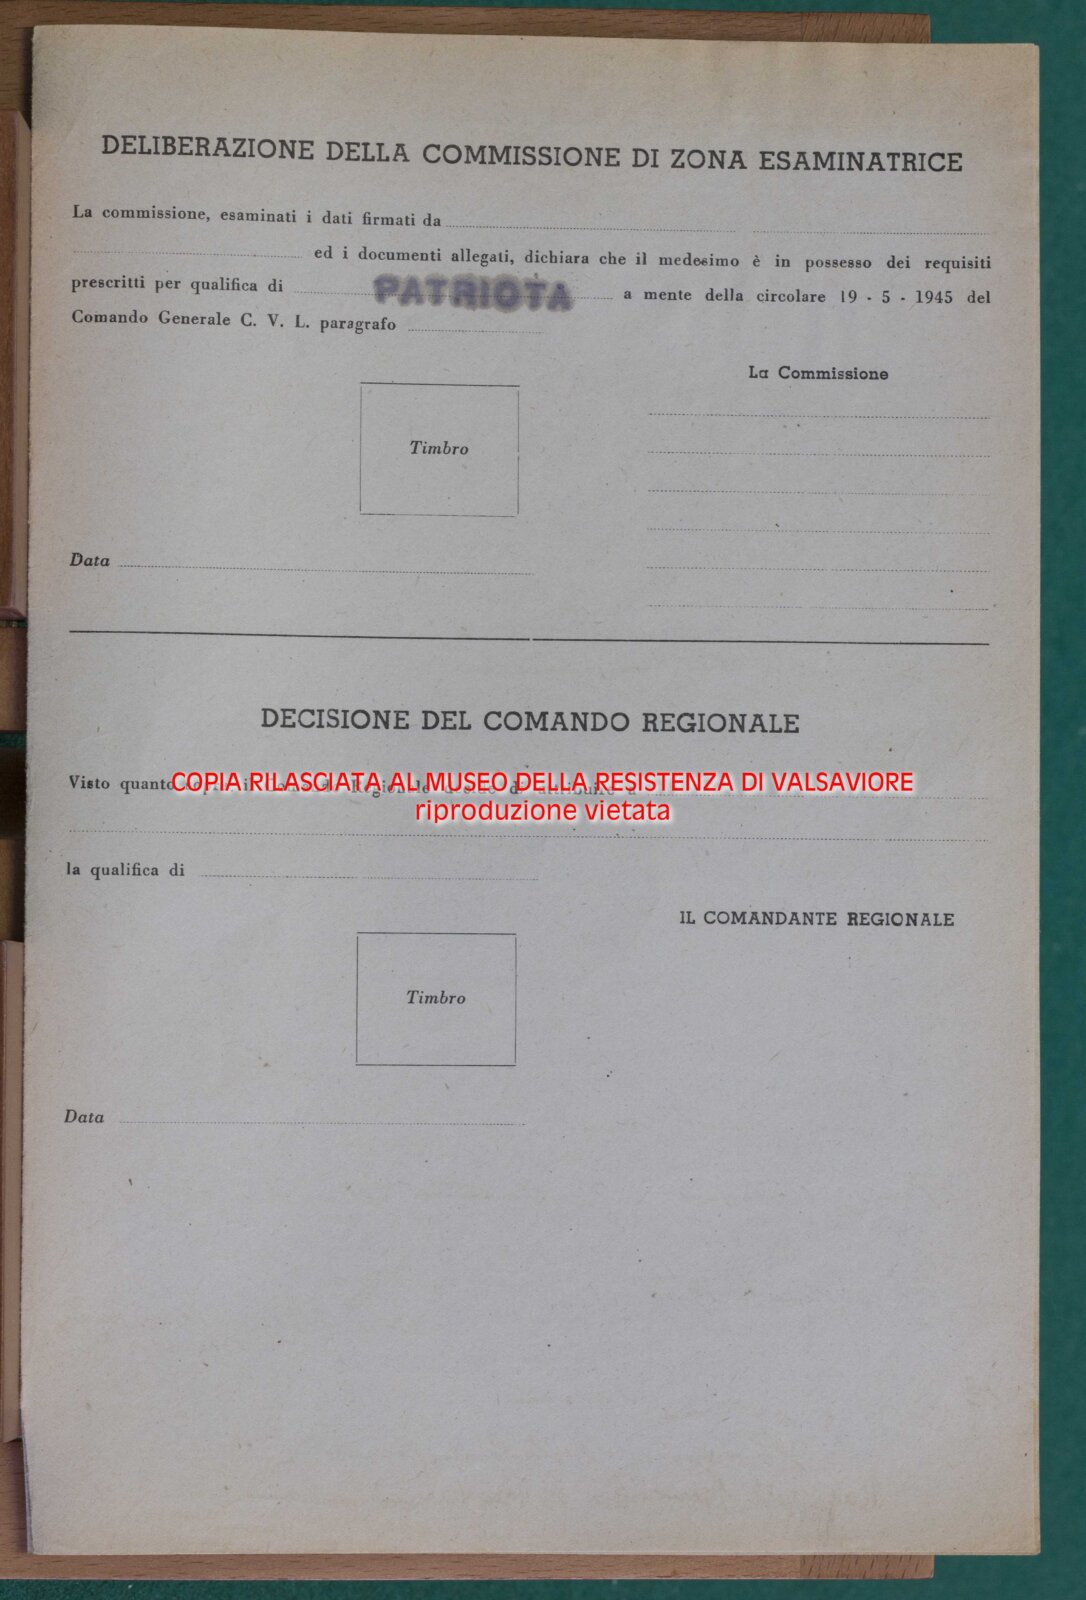 DELIBERAZIONE DELLA COMMISSIONE DI ZONA ESAMINATRICE
La commissione, esaminati i dati firmati da
ed i documenti allegati, dichiara che il medesimo è in possesso dei requisiti
prescritti per qualifica di PATRIOTA a mente della circolare 19 - 5 - 1945 del
Comando Generale C. V. L. paragrafo
La Commissione
Timbro
Data
DECISIONE DEL COMANDO REGIONALE
Visto quanto
COPIA RILASCIATA AL MUSEO DELLA RESISTENZA DI VALSAVIORE
riproduzione vietata
la qualifica di
IL COMANDANTE REGIONALE
Timbro
Data